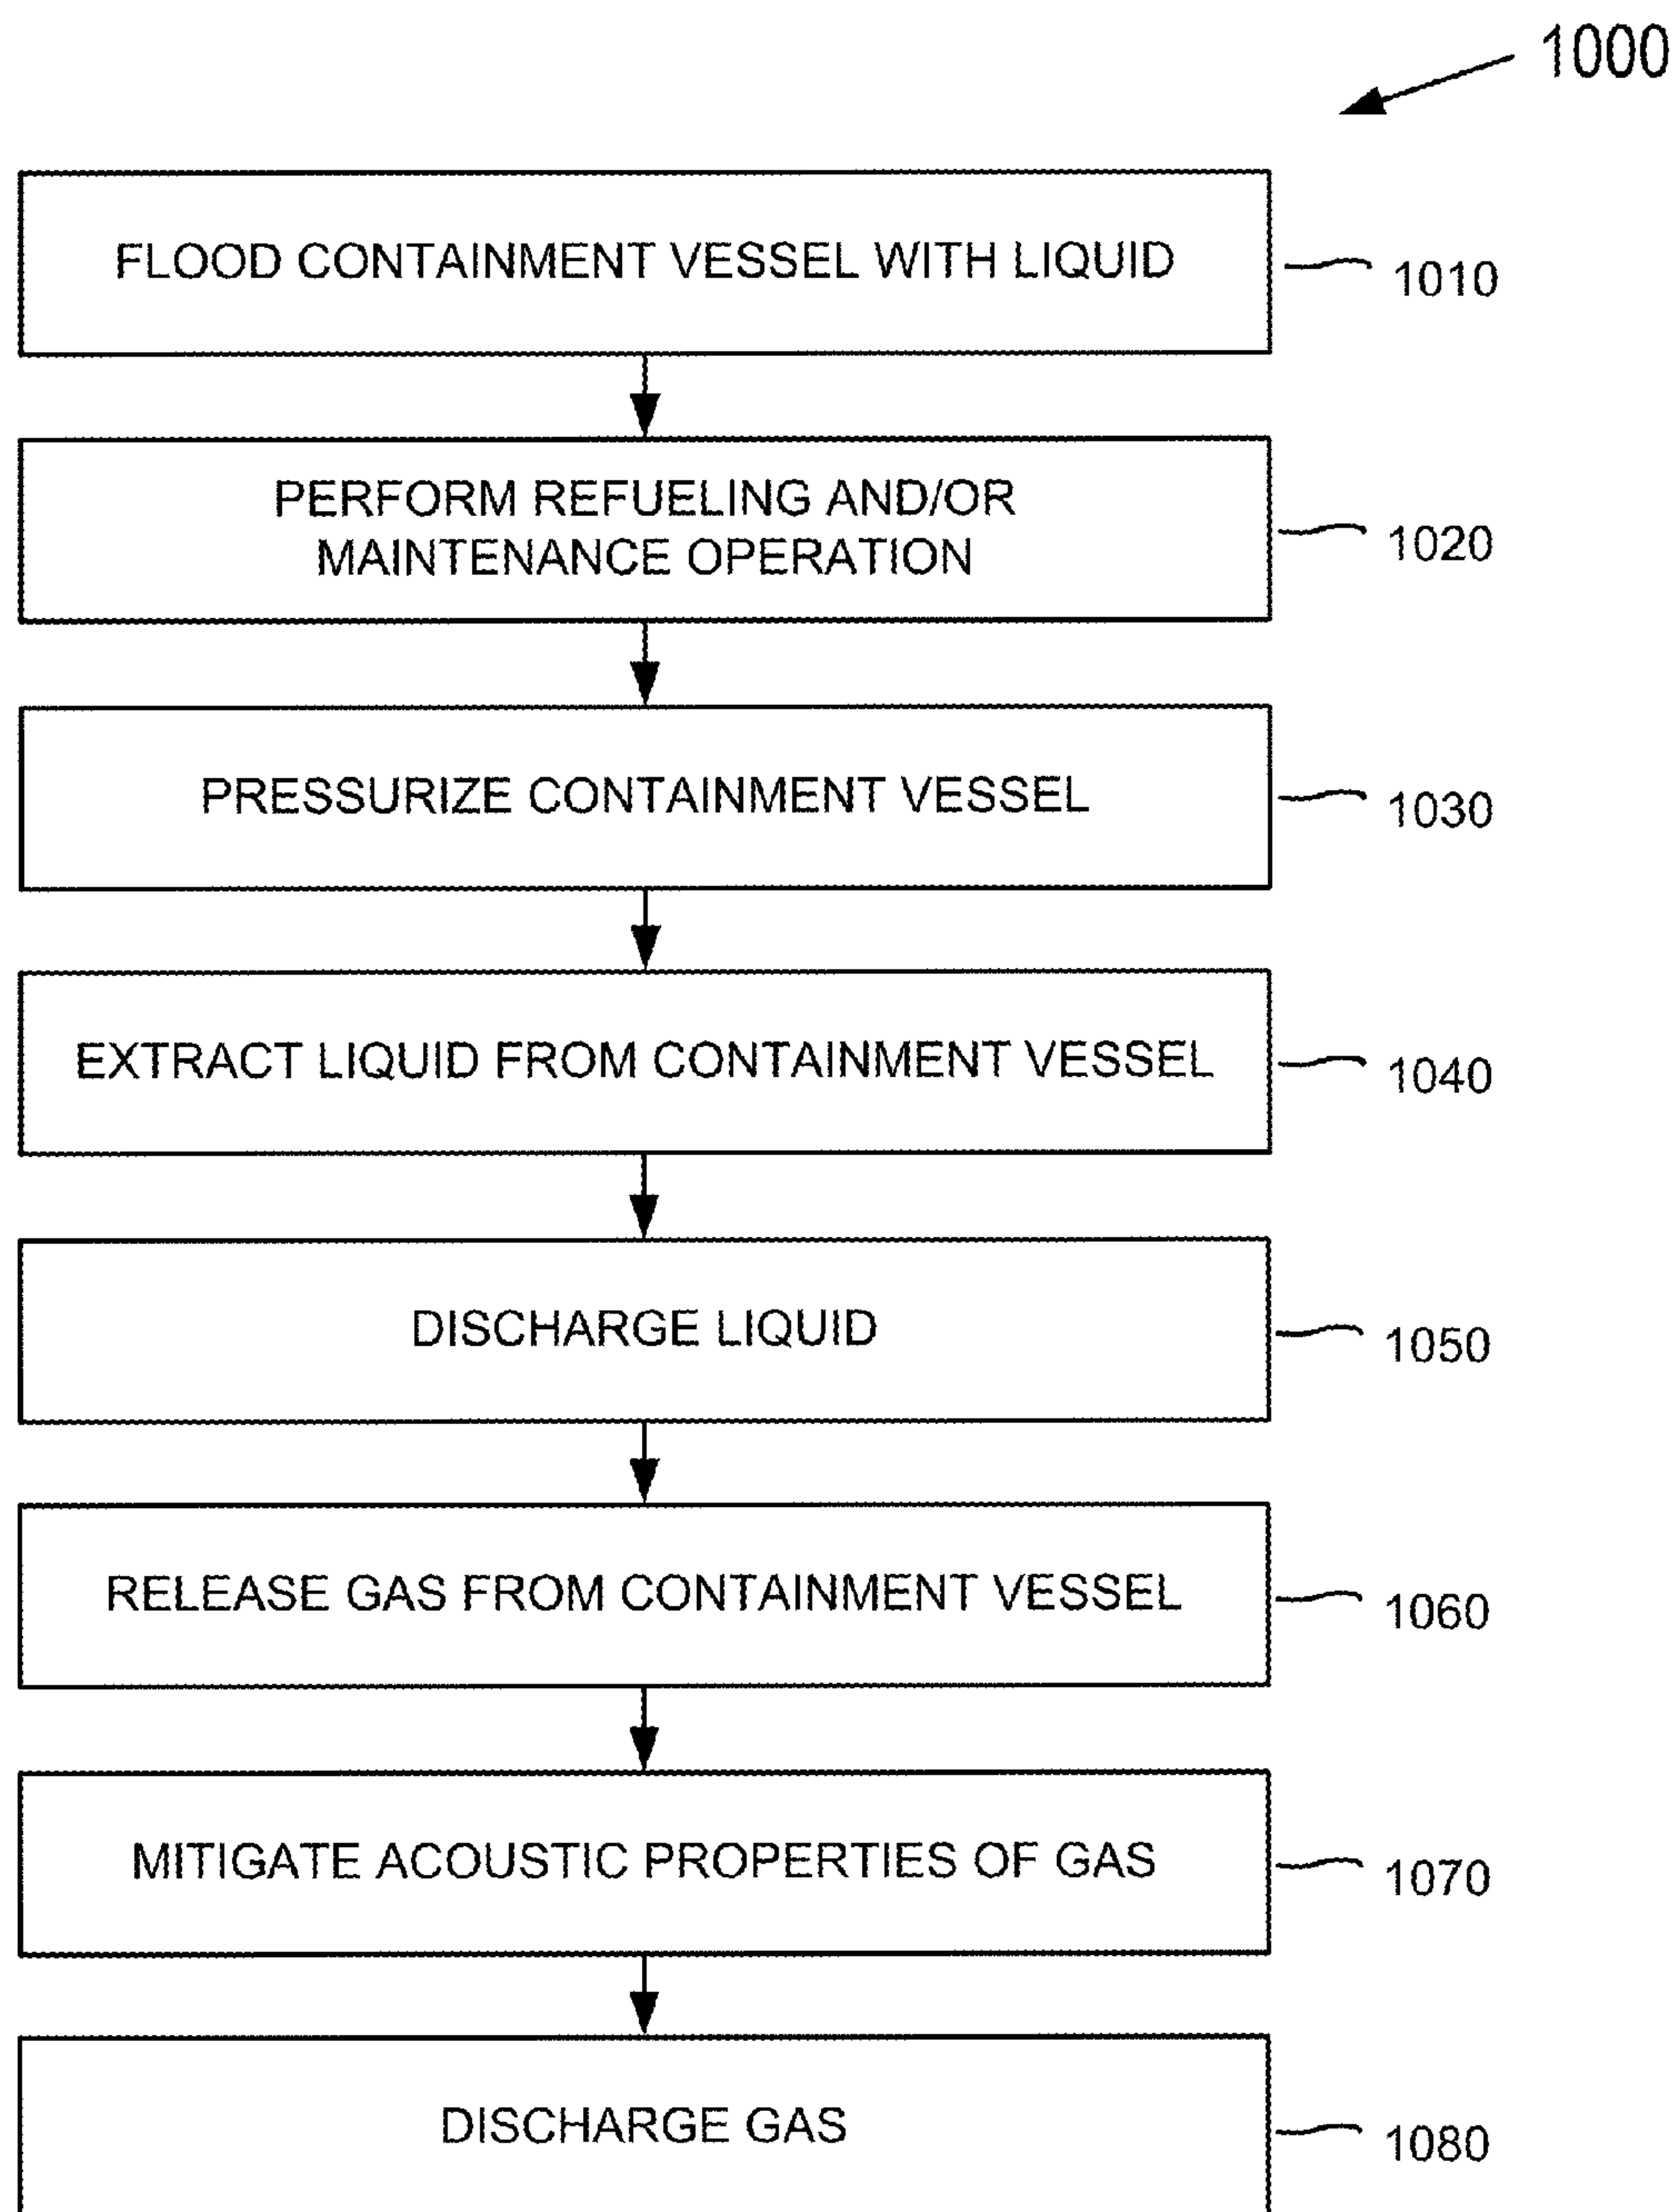 1000
FLOOD CONTAINMENT VESSEL WITH LIQUID
1010
PERFORM REFUELING AND/OR
MAINTENANCE OPERATION
1020
PRESSURIZE CONTAINMENT VESSEL
1030
EXTRACT LIQUID FROM CONTAINMENT VESSEL
1040
DISCHARGE LIQUID
1050
RELEASE GAS FROM CONTAINMENT VESSEL
1060
MITIGATE ACOUSTIC PROPERTIES OF GAS
1070
DISCHARGE GAS
1080